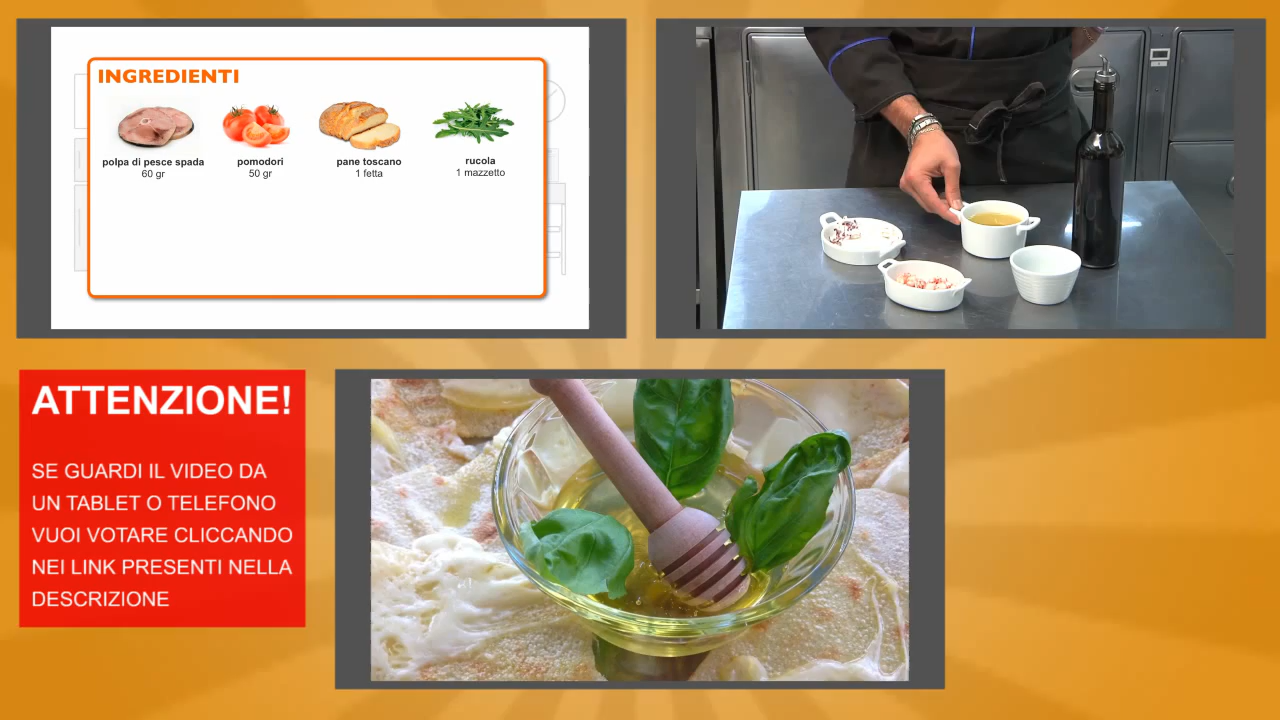 INGREDIENTI
polpa di pesce spada
60 gr
pomodori
50 gr
pane toscano
1 fetta
rucola
1 mazzetto
ATTENZIONE!
SE GUARDI IL VIDEO DA
UN TABLET O TELEFONO
VUOI VOTARE CLICCANDO
NEI LINK PRESENTI NELLA
DESCRIZIONE